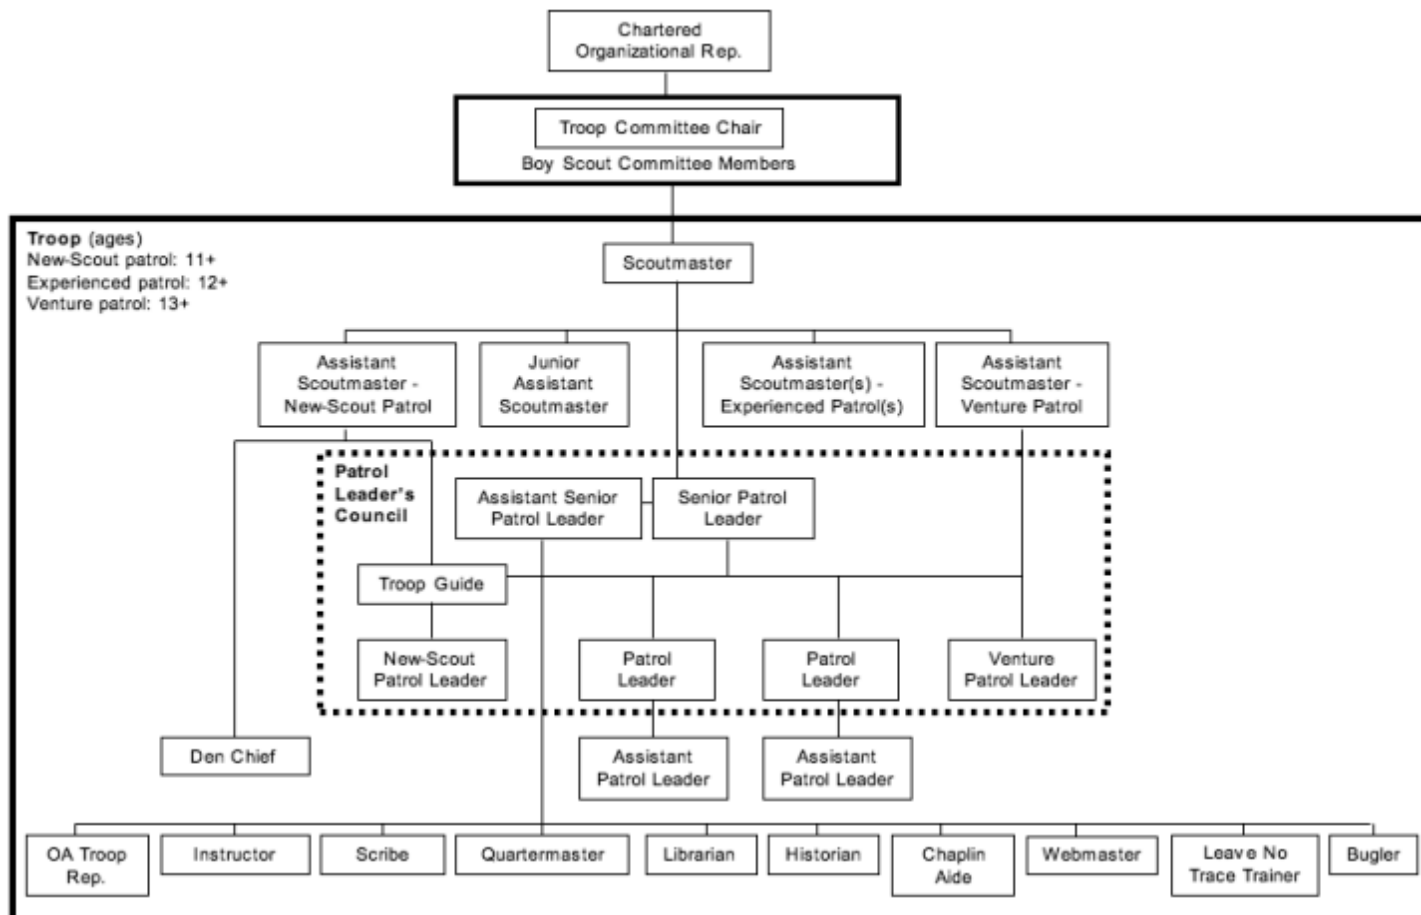 Chartered
Organizational Rep.
Troop Committee Chair
Boy Scout Committee Members
Troop (ages)
New-Scout patrol: 11+
Experienced patrol: 12+
Venture patrol: 13+
Scoutmaster
Assistant
Scoutmaster -
New-Scout Patrol
Junior
Assistant
Scoutmaster
Assistant
Scoutmaster(s) -
Experienced Patrol(s)
Assistant
Scoutmaster -
Venture Patrol
Patrol
Leader's
Council
Assistant Senior
Patrol Leader
Senior Patrol
Leader
Troop Guide
New-Scout
Patrol Leader
Patrol
Leader
Patrol
Leader
Venture
Patrol Leader
Den Chief
Assistant
Patrol Leader
Assistant
Patrol Leader
OA Troop
Rep.
Instructor
Scribe
Quartermaster
Librarian
Historian
Chaplin
Aide
Webmaster
Leave No
Trace Trainer
Bugler